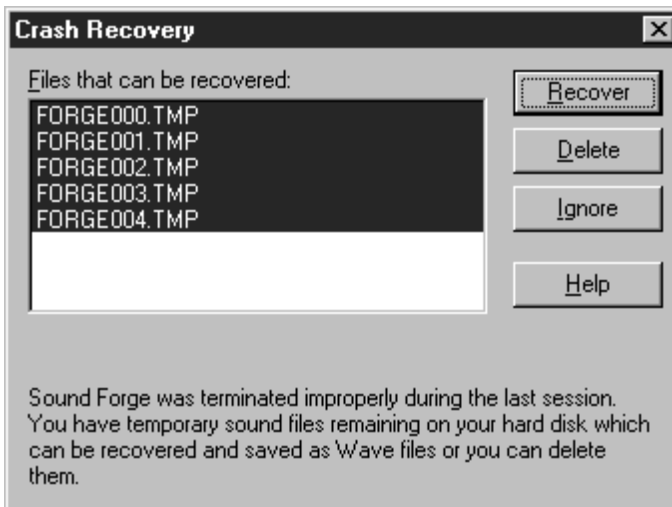 Crash Recovery
Files that can be recovered:
FORGE000.TMP
FORGE001.TMP
FORGE002.TMP
FORGE003.TMP
FORGE004.TMP
Recover
Delete
Ignore
Help
Sound Forge was terminated improperly during the last session.
You have temporary sound files remaining on your hard disk which
can be recovered and saved as Wave files or you can delete
them.